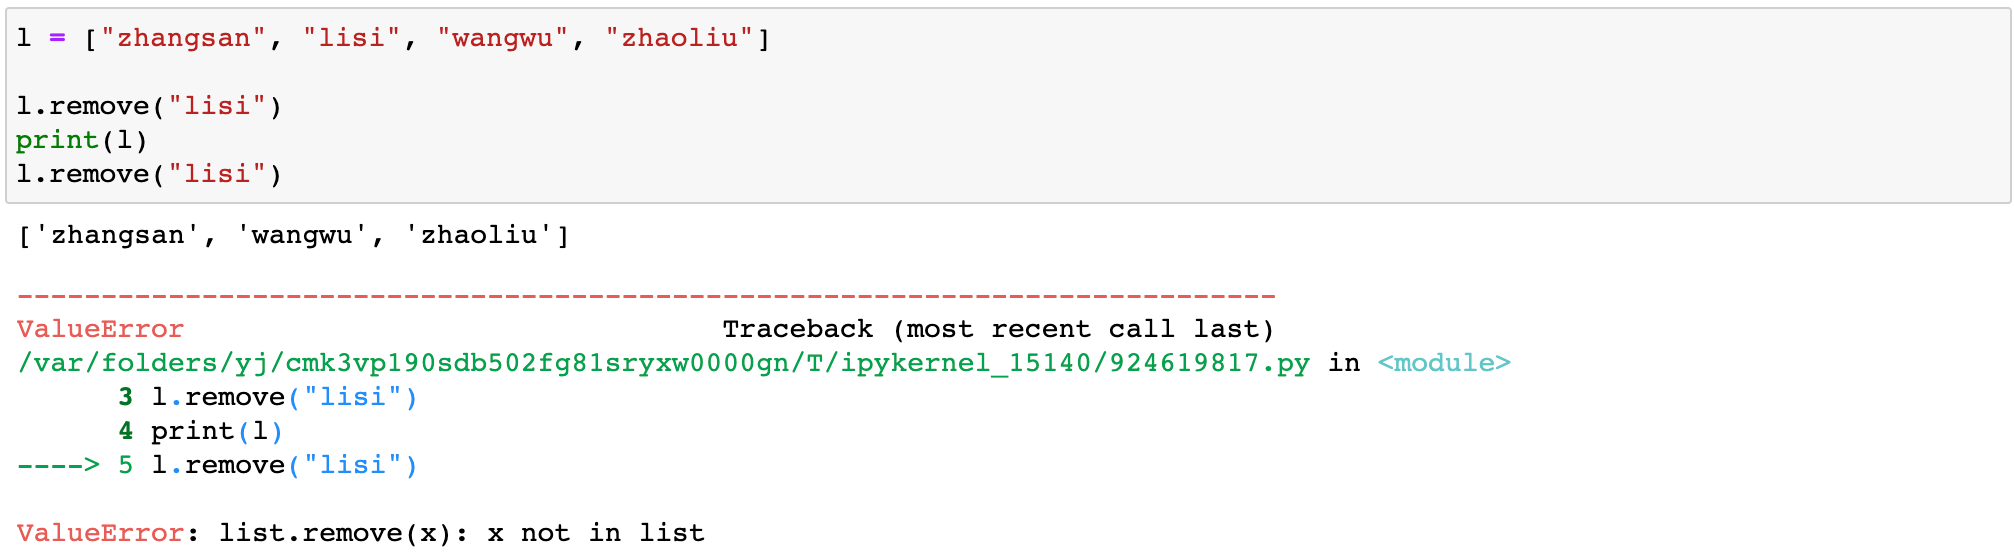 l = ["zhangsan", "lisi", "wangwu", "zhaoliu"]
l.remove("lisi")
print(l)
l.remove("lisi")
['zhangsan', 'wangwu', 'zhaoliu']
---------------------------------------------------------------------------
ValueError                                Traceback (most recent call last)
/var/folders/yj/cmk3vp190sdb502fg81sryxw0000gn/T/ipykernel_15140/924619817.py in <module>
      3 l.remove("lisi")
      4 print(l)
----> 5 l.remove("lisi")
ValueError: list.remove(x): x not in list